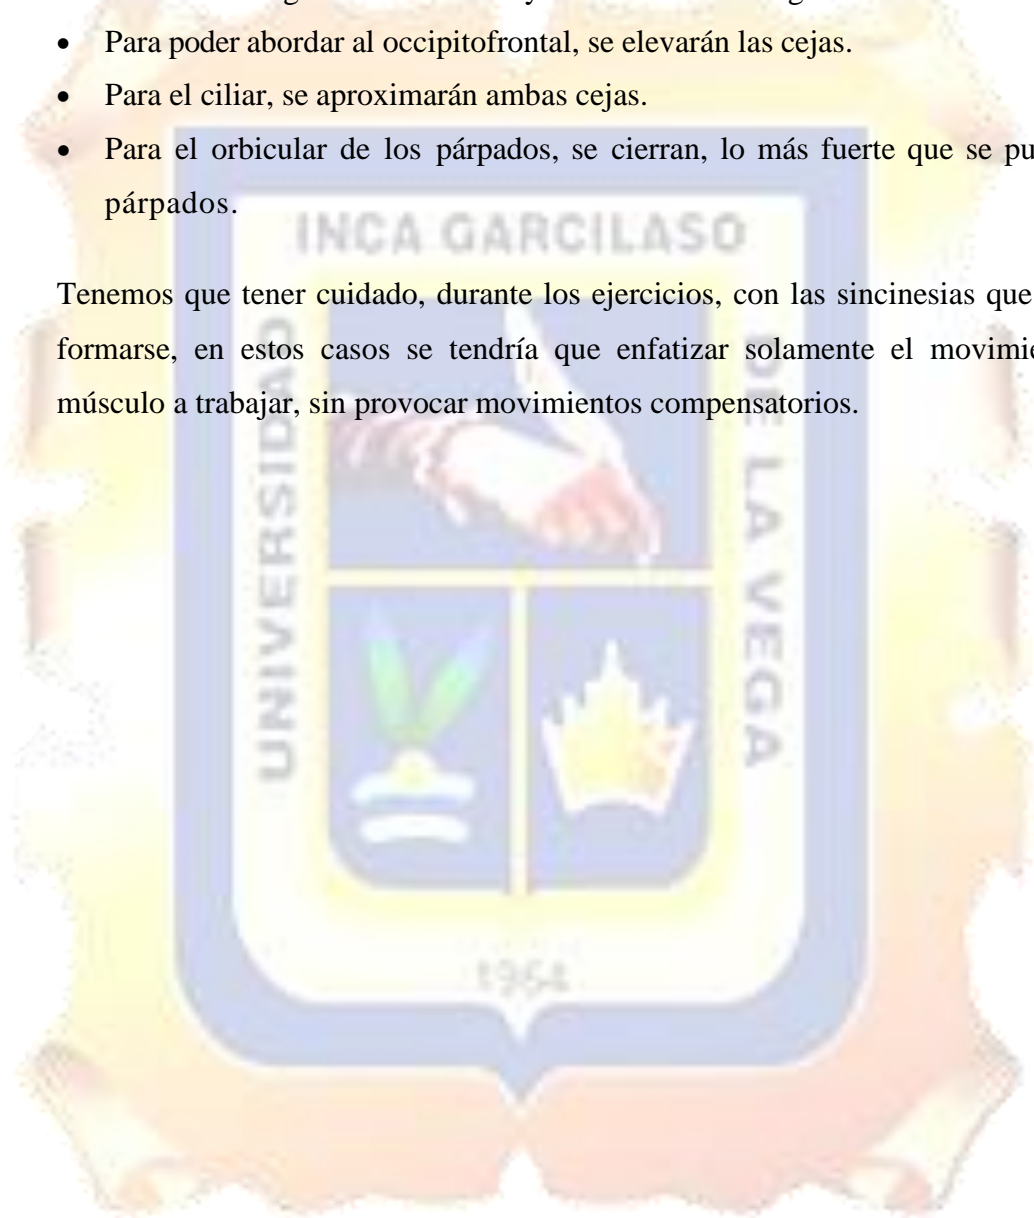 • Para poder abordar al occipitofrontal, se elevarán las cejas.
• Para el ciliar, se aproximarán ambas cejas.
• Para el orbicular de los párpados, se cierran, lo más fuerte que se pu
párpados.
INCA GARCILASO
Tenemos que tener cuidado, durante los ejercicios, con las sincinesias que
formarse, en estos casos se tendría que enfatizar solamente el movimie
músculo a trabajar, sin provocar movimientos compensatorios.
UNIVERSIDAD
DE LA VEGA
1964